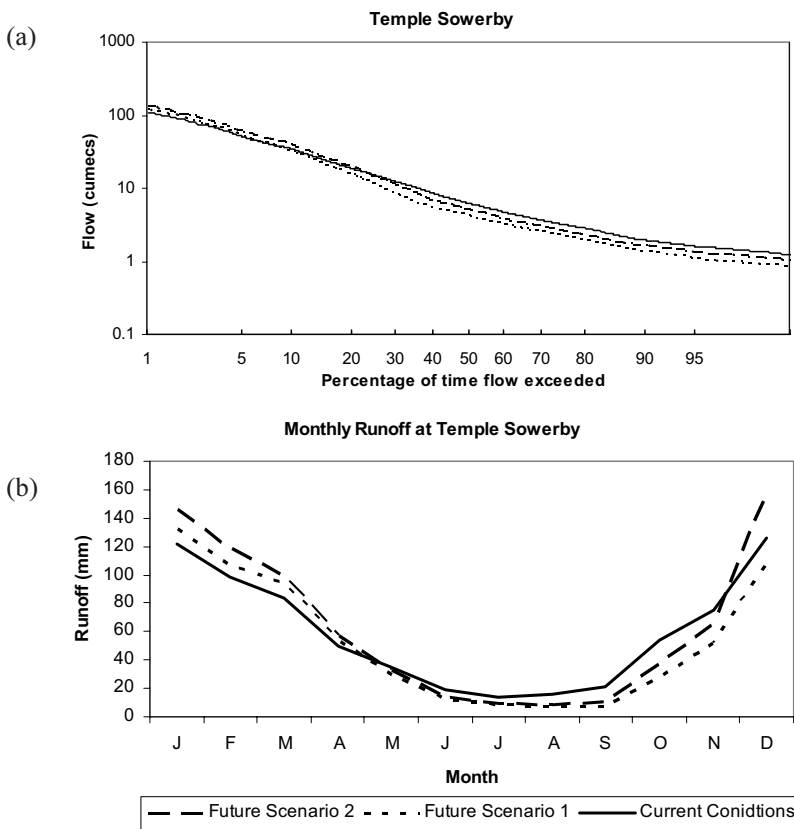 (a)
Temple Sowerby
1000
100
10
1
0.1
Flow (cumecs)
1 5 10 20 30 40 50 60 70 80 90 95
Percentage of time flow exceeded
(b)
Monthly Runoff at Temple Sowerby
180
160
140
120
100
80
60
40
20
0
Runoff (mm)
J F M A M J J A S O N D
Month
Future Scenario 2 Future Scenario 1 Current Conidtions